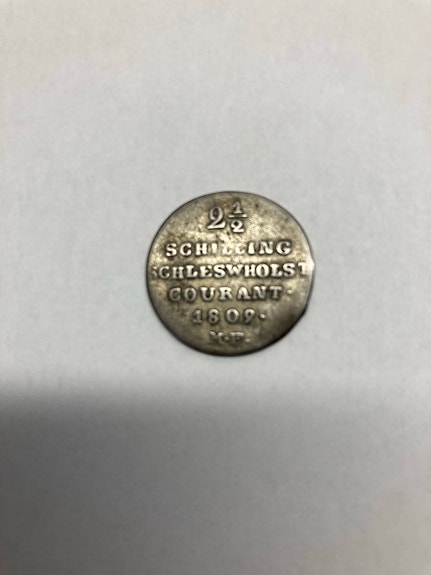 2½
SCHILLING
SCHLESWHOLST
COURANT·
·1809·
M·F·